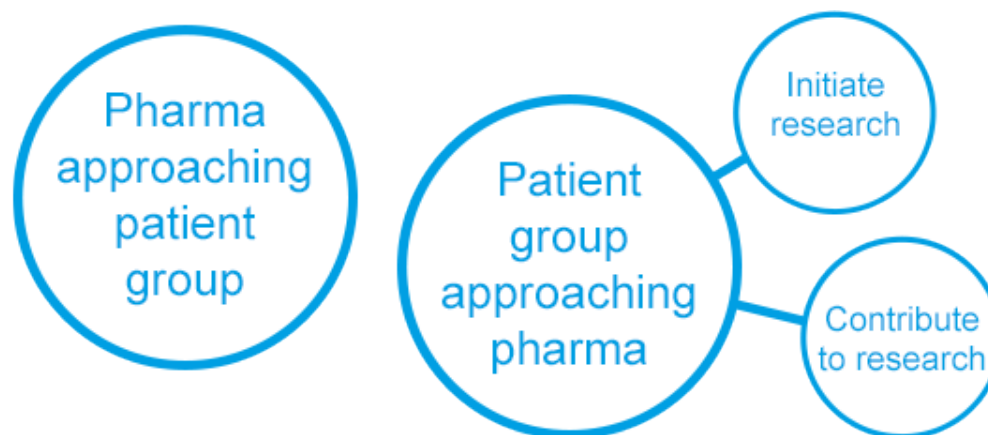 Pharma
approaching
patient
group
Patient
group
approaching
pharma
Initiate
research
Contribute
to research